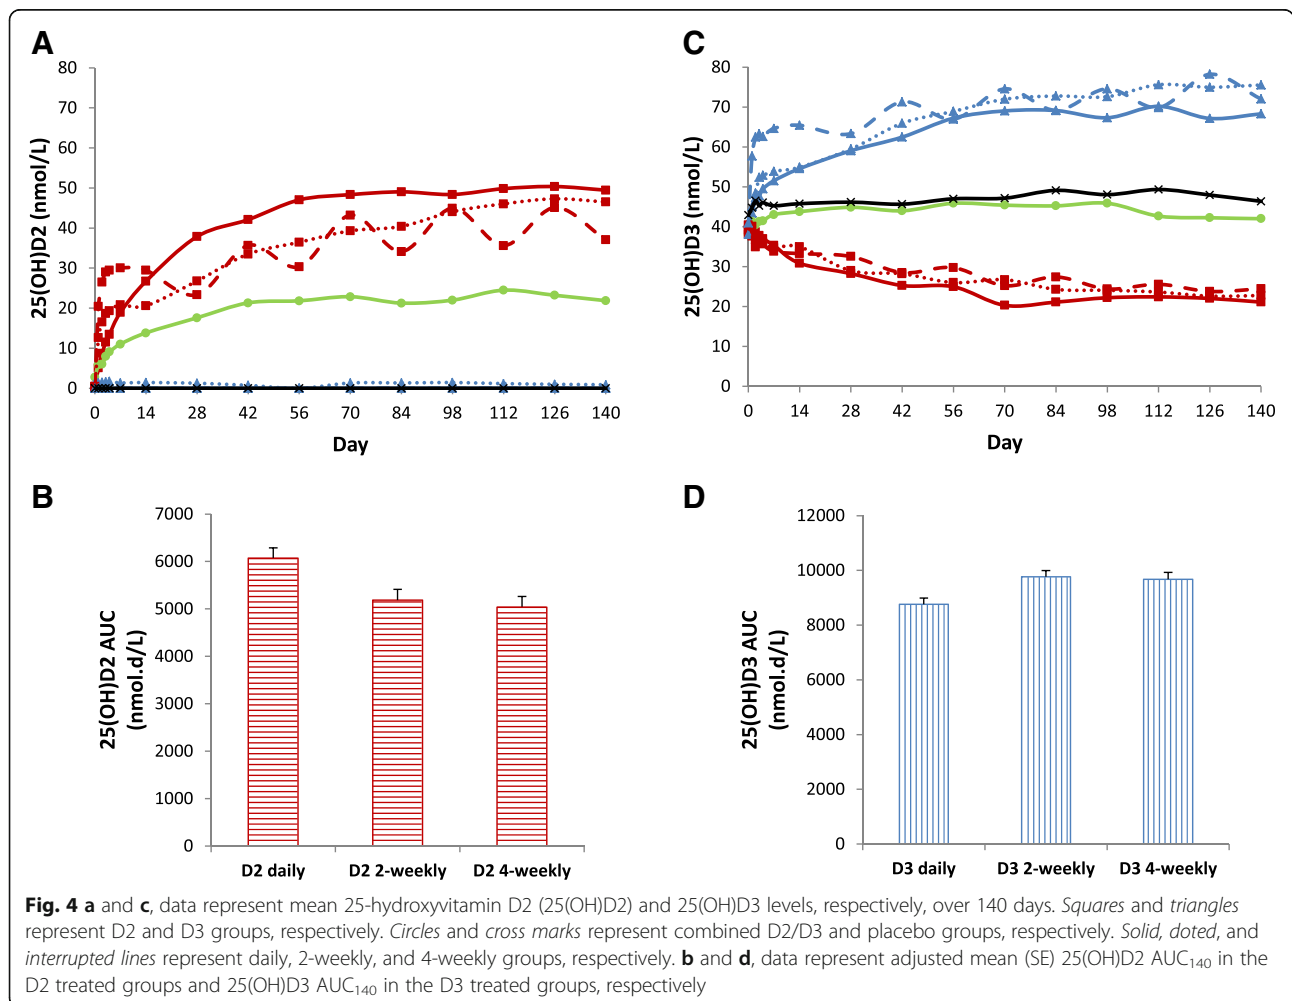 A
80
70
60
50
40
30
20
10
0
25(OH)D2 (nmol/L)
0 14 28 42 56 70 84 98 112 126 140
Day
C
80
70
60
50
40
30
20
10
0
25(OH)D3 (nmol/L)
0 14 28 42 56 70 84 98 112 126 140
Day
B
7000
6000
5000
4000
3000
2000
1000
0
25(OH)D2 AUC
(nmol.d/L)
D2 daily D2 2-weekly D2 4-weekly
D
12000
10000
8000
6000
4000
2000
0
25(OH)D3 AUC
(nmol.d/L)
D3 daily D3 2-weekly D3 4-weekly
Fig. 4 a and c, data represent mean 25-hydroxyvitamin D2 (25(OH)D2) and 25(OH)D3 levels, respectively, over 140 days. Squares and triangles
represent D2 and D3 groups, respectively. Circles and cross marks represent combined D2/D3 and placebo groups, respectively. Solid, doted, and
interrupted lines represent daily, 2-weekly, and 4-weekly groups, respectively. b and d, data represent adjusted mean (SE) 25(OH)D2 AUC₁₄₀ in the
D2 treated groups and 25(OH)D3 AUC₁₄₀ in the D3 treated groups, respectively